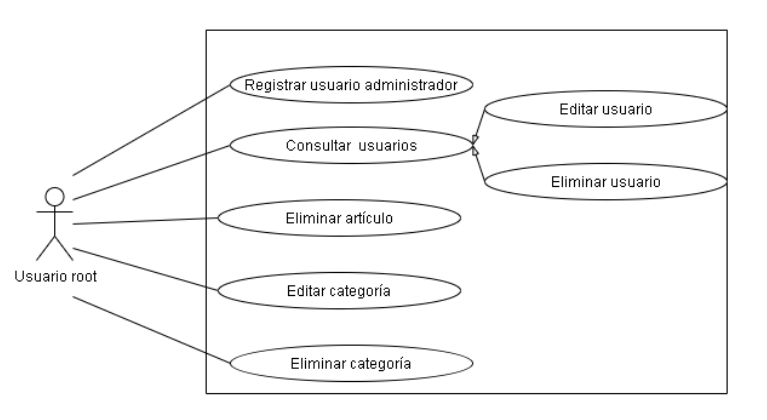 Registrar usuario administrador
Editar usuario
Consultar usuarios
Eliminar usuario
Eliminar artículo
Usuario root
Editar categoría
Eliminar categoría